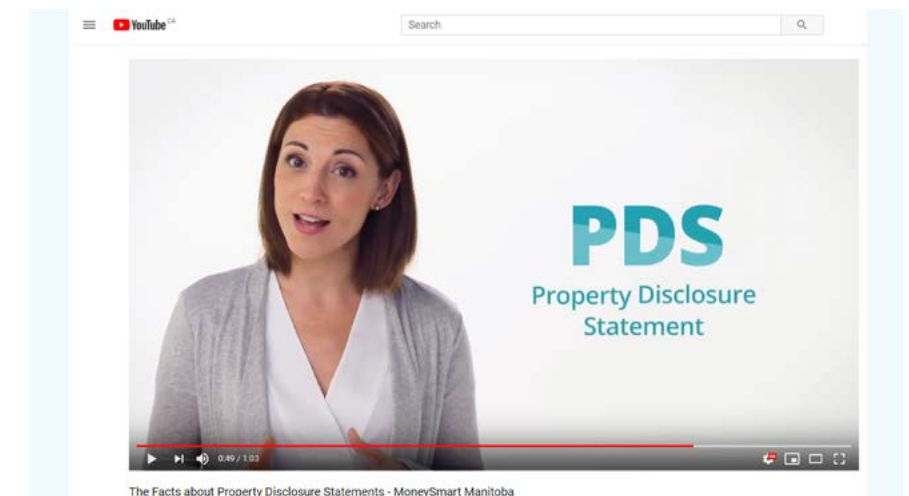 YouTube CA
Search
PDS
Property Disclosure
Statement
0:49 / 1:03
The Facts about Property Disclosure Statements - MoneySmart Manitoba